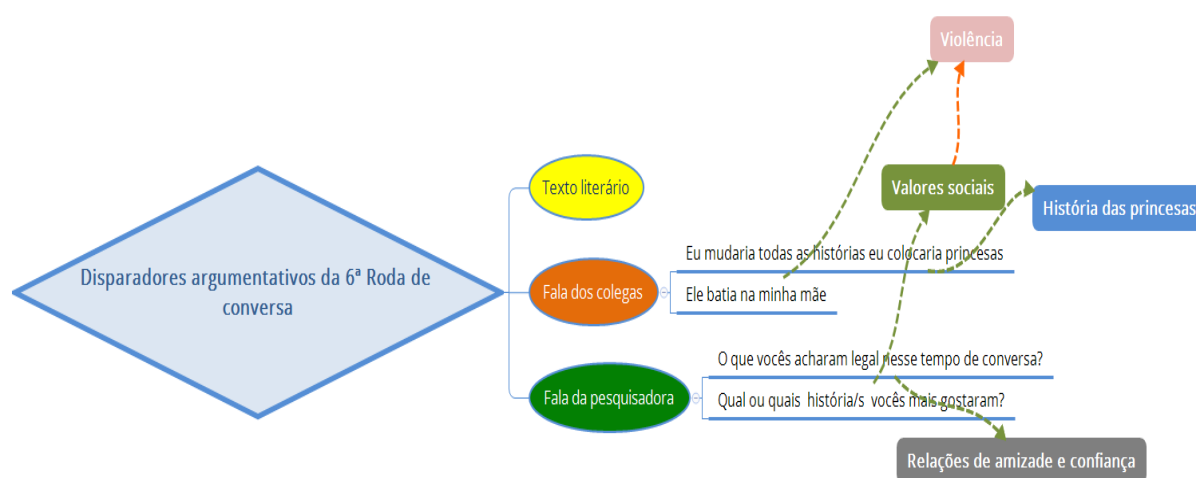 Violência
Texto literário
Valores sociais
História das princesas
Disparadores argumentativos da 6ª Roda de
conversa
Fala dos colegas
Eu mudaria todas as histórias eu colocaria princesas
Ele batia na minha mãe
Fala da pesquisadora
O que vocês acharam legal nesse tempo de conversa?
Qual ou quais história/s vocês mais gostaram?
Relações de amizade e confiança